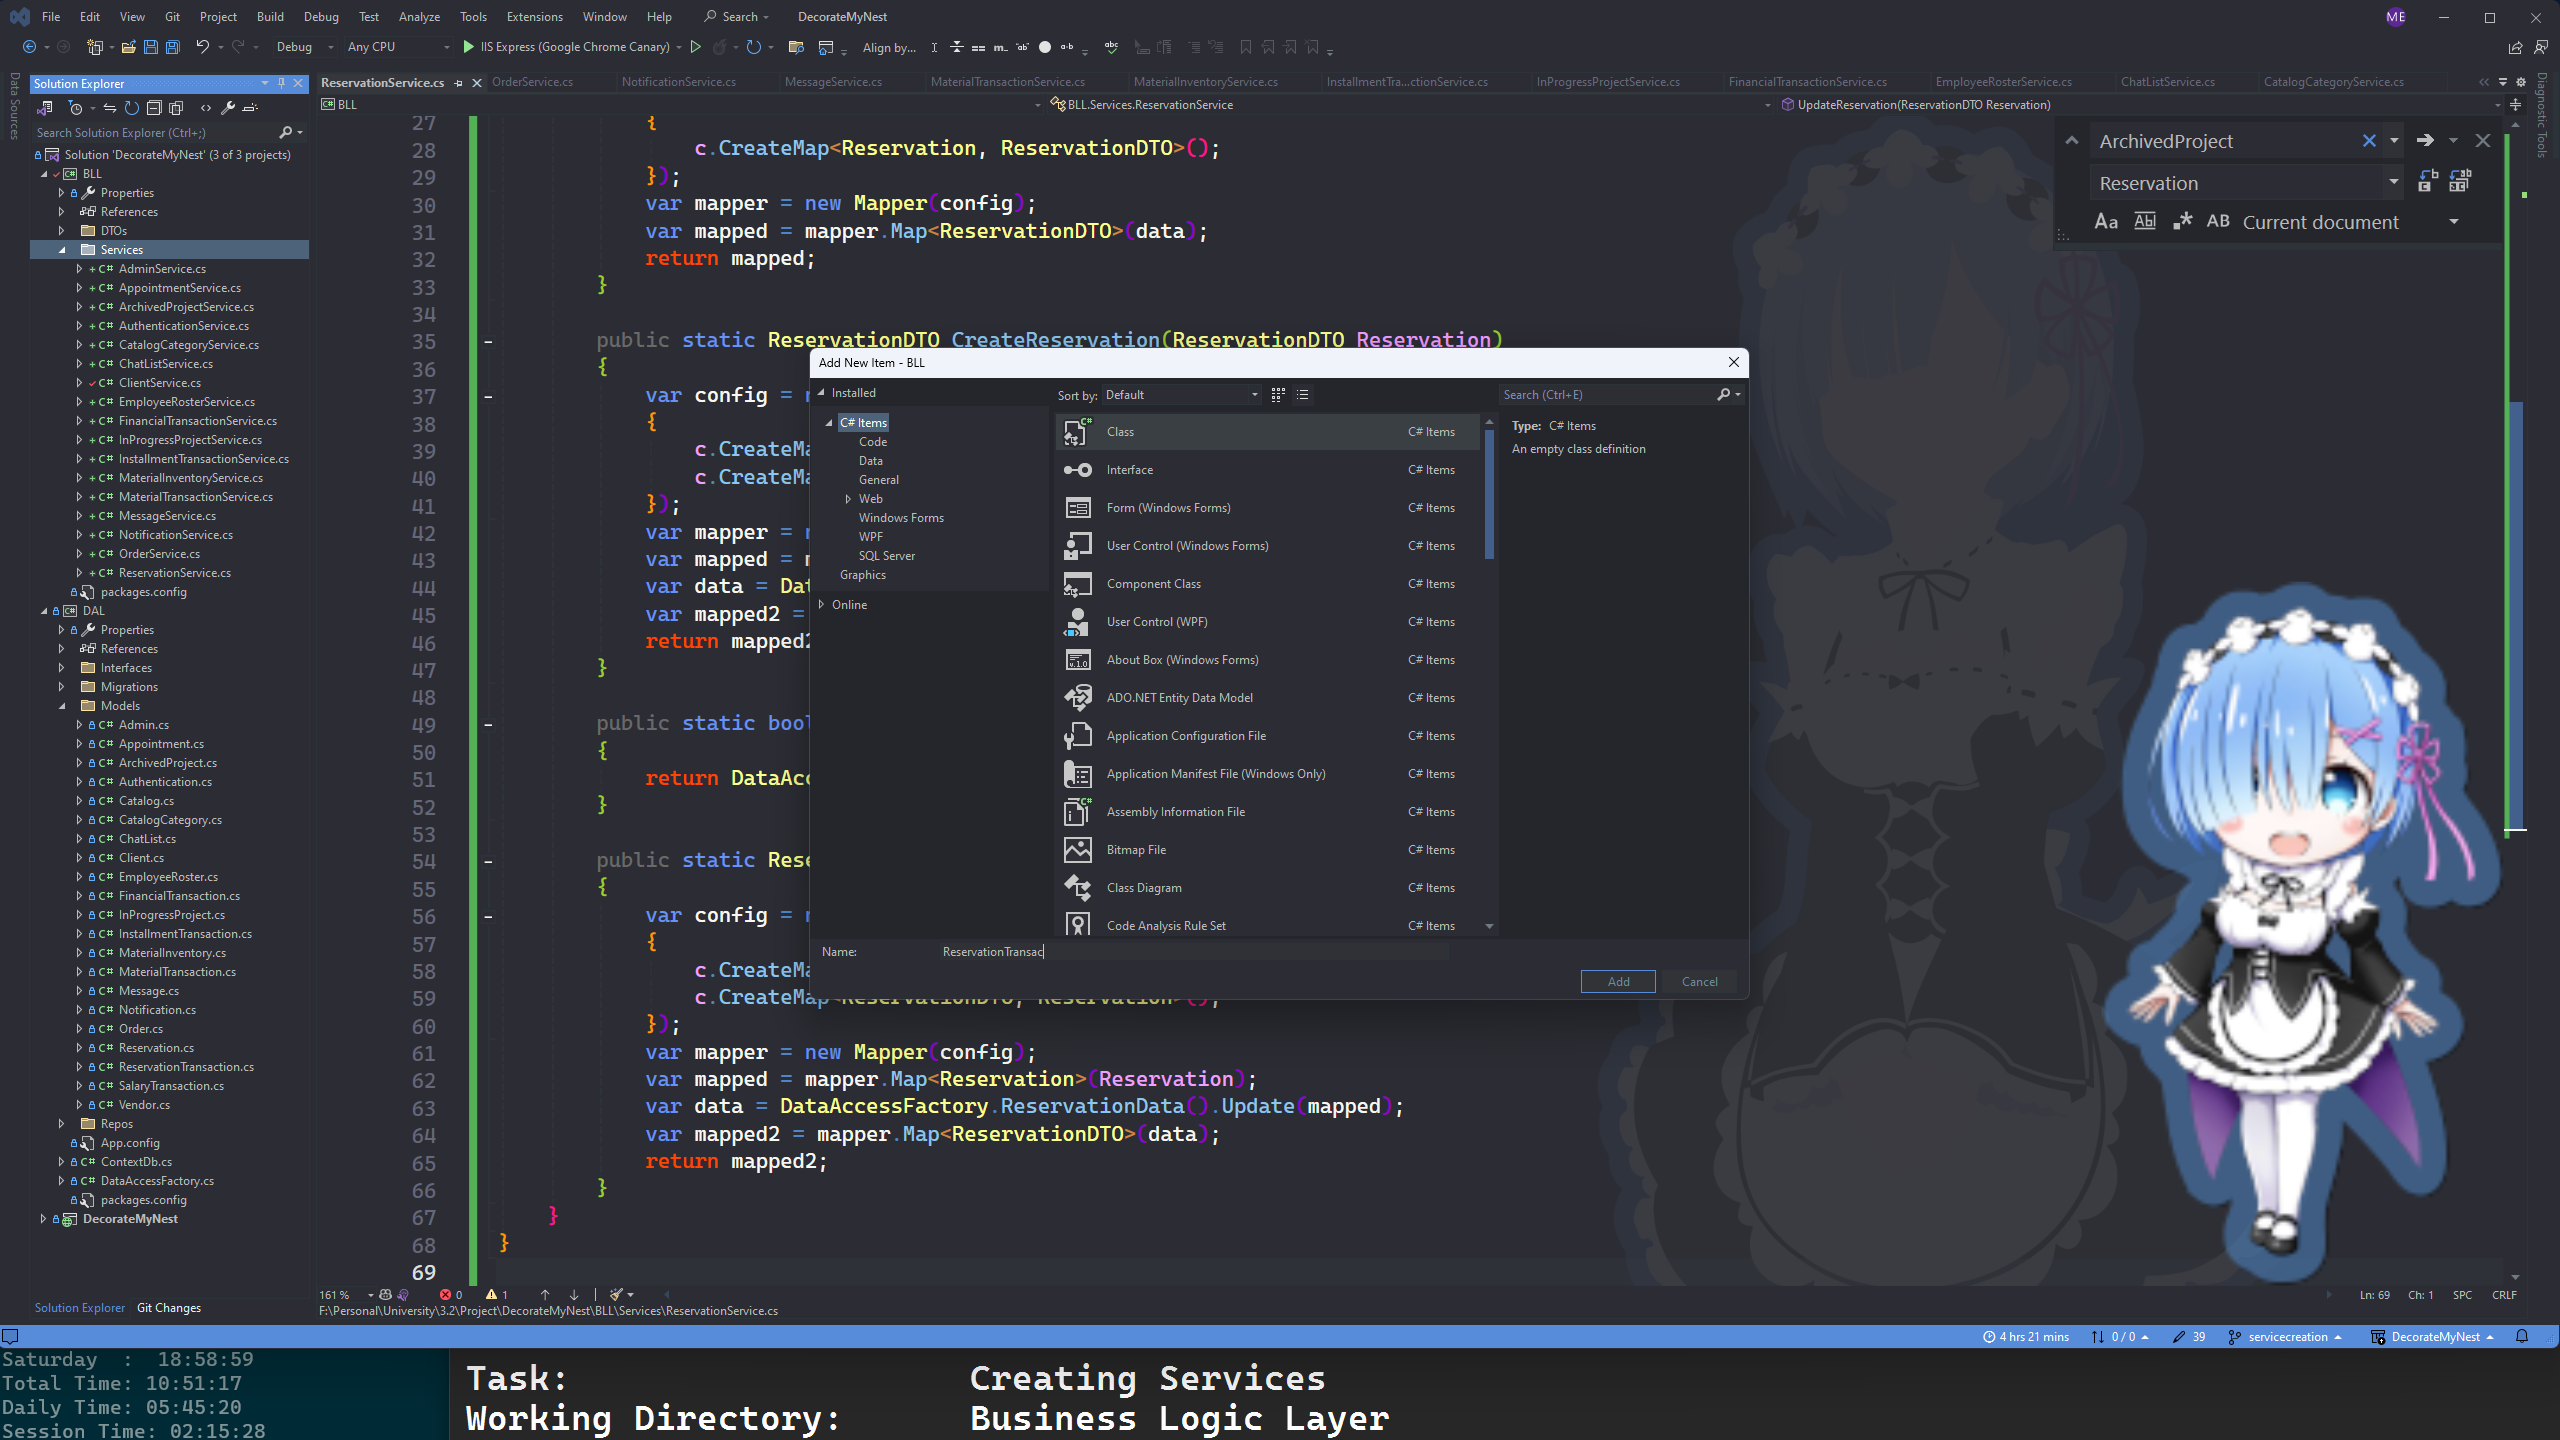 File Edit View Git Project Build Debug Test Analyze Tools Extensions Window Help Search DecorateMyNest ME
Debug Any CPU IIS Express (Google Chrome Canary) Align by...
Data Sources
Solution Explorer
Search Solution Explorer (Ctrl+;)
Solution 'DecorateMyNest' (3 of 3 projects)
BLL
Properties
References
DTOs
Services
AdminService.cs
AppointmentService.cs
ArchivedProjectService.cs
AuthenticationService.cs
CatalogCategoryService.cs
ChatListService.cs
ClientService.cs
EmployeeRosterService.cs
FinancialTransactionService.cs
InProgressProjectService.cs
InstallmentTransactionService.cs
MaterialInventoryService.cs
MaterialTransactionService.cs
MessageService.cs
NotificationService.cs
OrderService.cs
ReservationService.cs
packages.config
DAL
Properties
References
Interfaces
Migrations
Models
Admin.cs
Appointment.cs
ArchivedProject.cs
Authentication.cs
Catalog.cs
CatalogCategory.cs
ChatList.cs
Client.cs
EmployeeRoster.cs
FinancialTransaction.cs
InProgressProject.cs
InstallmentTransaction.cs
MaterialInventory.cs
MaterialTransaction.cs
Message.cs
Notification.cs
Order.cs
Reservation.cs
ReservationTransaction.cs
SalaryTransaction.cs
Vendor.cs
Repos
App.config
ContextDb.cs
DataAccessFactory.cs
packages.config
DecorateMyNest
Solution Explorer Git Changes
ReservationService.cs OrderService.cs NotificationService.cs MessageService.cs MaterialTransactionService.cs MaterialInventoryService.cs InstallmentTra...ctionService.cs InProgressProjectService.cs FinancialTransactionService.cs EmployeeRosterService.cs ChatListService.cs CatalogCategoryService.cs
BLL BLL.Services.ReservationService UpdateReservation(ReservationDTO Reservation)
Diagnostic Tools
ArchivedProject
Reservation
Aa Ab .* AB Current document
27 {
28 c.CreateMap<Reservation, ReservationDTO>();
29 });
30 var mapper = new Mapper(config);
31 var mapped = mapper.Map<ReservationDTO>(data);
32 return mapped;
33 }
34
35 public static ReservationDTO CreateReservation(ReservationDTO Reservation)
36 {
37 var config = n
38 {
39 c.CreateMa
40 c.CreateMa
41 });
42 var mapper = n
43 var mapped = m
44 var data = Dat
45 var mapped2 =
46 return mapped2
47 }
48
49 public static bool
50 {
51 return DataAcc
52 }
53
54 public static Rese
55 {
56 var config = n
57 {
58 c.CreateMa
59 c.CreateMap<ReservationDTO, Reservation>();
60 });
61 var mapper = new Mapper(config);
62 var mapped = mapper.Map<Reservation>(Reservation);
63 var data = DataAccessFactory.ReservationData().Update(mapped);
64 var mapped2 = mapper.Map<ReservationDTO>(data);
65 return mapped2;
66 }
67 }
68 }
69
Add New Item - BLL
Installed
C# Items
Code
Data
General
Web
Windows Forms
WPF
SQL Server
Graphics
Online
Sort by: Default
Search (Ctrl+E)
Class C# Items
Interface C# Items
Form (Windows Forms) C# Items
User Control (Windows Forms) C# Items
Component Class C# Items
User Control (WPF) C# Items
About Box (Windows Forms) C# Items
ADO.NET Entity Data Model C# Items
Application Configuration File C# Items
Application Manifest File (Windows Only) C# Items
Assembly Information File C# Items
Bitmap File C# Items
Class Diagram C# Items
Code Analysis Rule Set C# Items
Type: C# Items
An empty class definition
Name: ReservationTransac
Add Cancel
161 % 0 1 Ln: 69 Ch: 1 SPC CRLF
F:\Personal\University\3.2\Project\DecorateMyNest\BLL\Services\ReservationService.cs
4 hrs 21 mins 0 / 0 39 servicecreation DecorateMyNest
Saturday : 18:58:59
Total Time: 10:51:17
Daily Time: 05:45:20
Session Time: 02:15:28
Task: Creating Services
Working Directory: Business Logic Layer